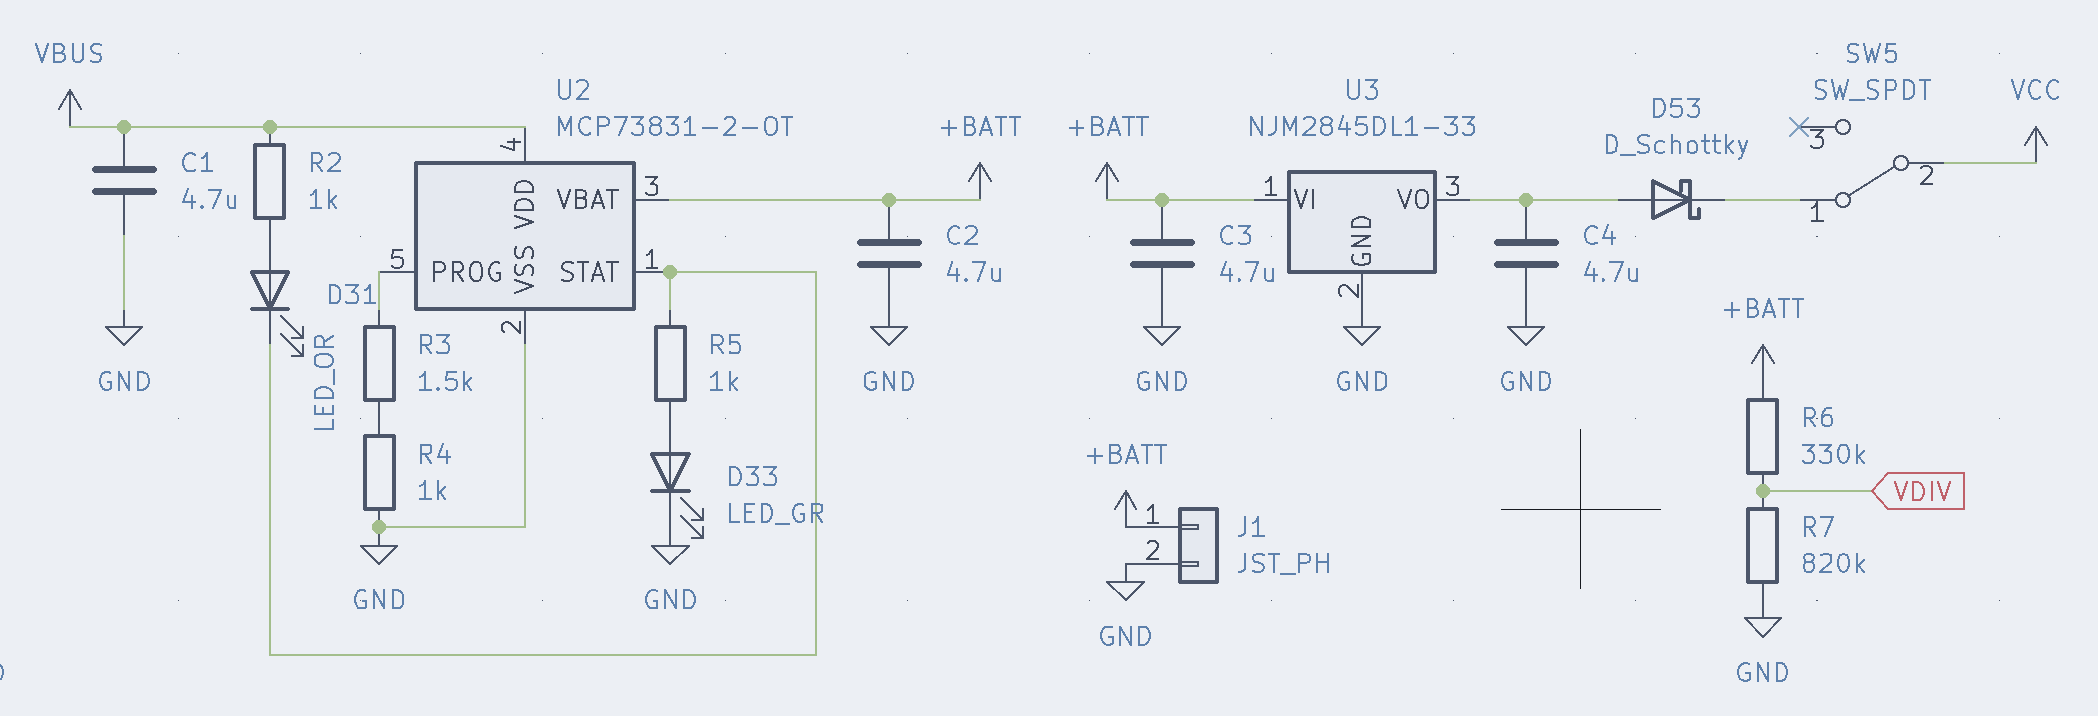 VBUS
C1
4.7u
GND
R2
1k
D31
LED_OR
U2
MCP73831-2-OT
4
VDD
VBAT
3
5
PROG
VSS
STAT
1
2
R3
1.5k
R4
1k
GND
R5
1k
D33
LED_GR
GND
+BATT
C2
4.7u
GND
+BATT
C3
4.7u
GND
U3
NJM2845DL1-33
1
VI
VO
3
GND
2
GND
C4
4.7u
GND
D53
D_Schottky
SW5
SW_SPDT
3
1
2
VCC
+BATT
1
2
J1
JST_PH
GND
+BATT
R6
330k
VDIV
R7
820k
GND